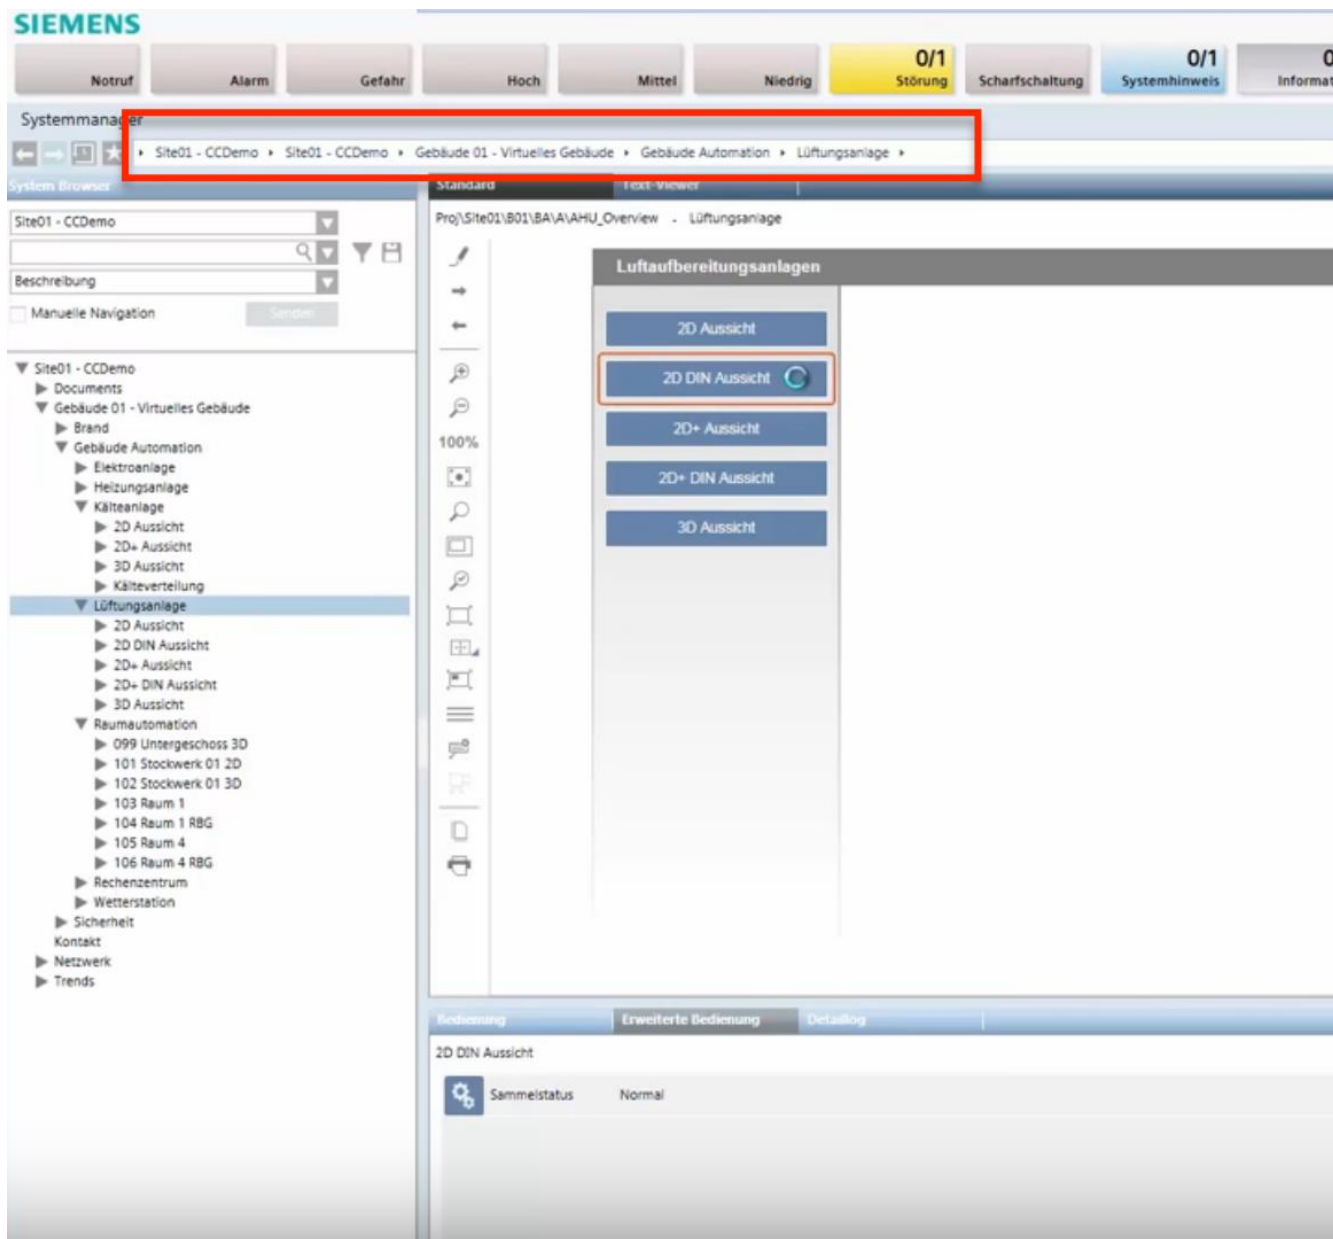 SIEMENS
0/1 0/1 0
Notruf Alarm Gefahr Hoch Mittel Niedrig Störung Scharfschaltung Systemhinweis Informat
Systemmanager
Site01 - CCDemo Site01 - CCDemo Gebäude 01 - Virtuelles Gebäude Gebäude Automation Lüftungsanlage
System Browser
Standard Text-Viewer
Site01 - CCDemo
Proj\Site01\B01\BA\A\AHU_Overview - Lüftungsanlage
Beschreibung
Manuelle Navigation Senden
Luftaufbereitungsanlagen
2D Aussicht
2D DIN Aussicht
2D+ Aussicht
2D+ DIN Aussicht
3D Aussicht
100%
Site01 - CCDemo
Documents
Gebäude 01 - Virtuelles Gebäude
Brand
Gebäude Automation
Elektroanlage
Heizungsanlage
Kälteanlage
2D Aussicht
2D+ Aussicht
3D Aussicht
Kälteverteilung
Lüftungsanlage
2D Aussicht
2D DIN Aussicht
2D+ Aussicht
2D+ DIN Aussicht
3D Aussicht
Raumautomation
099 Untergeschoss 3D
101 Stockwerk 01 2D
102 Stockwerk 01 3D
103 Raum 1
104 Raum 1 RBG
105 Raum 4
106 Raum 4 RBG
Rechenzentrum
Wetterstation
Sicherheit
Kontakt
Netzwerk
Trends
Bedienung Erweiterte Bedienung Detaillog
2D DIN Aussicht
Sammelstatus Normal